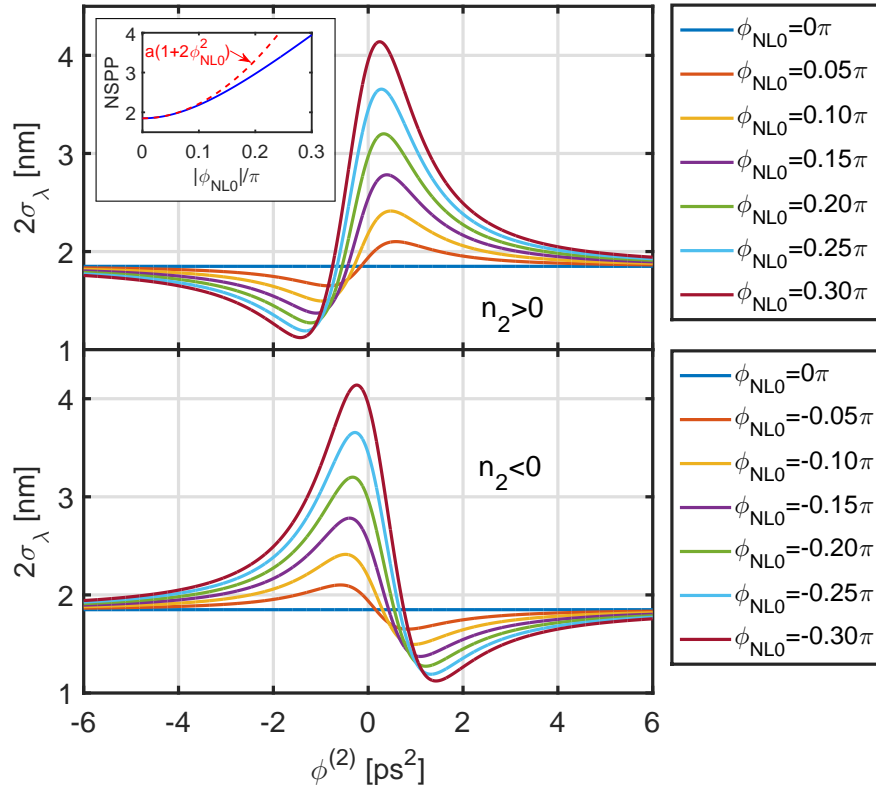 4
3
2
NSPP
a(1+2ϕ²NL0)
0
0.1
0.2
0.3
|ϕNL0|/π
4
3
2
1
2σλ [nm]
n2>0
ϕNL0=0π
ϕNL0=0.05π
ϕNL0=0.10π
ϕNL0=0.15π
ϕNL0=0.20π
ϕNL0=0.25π
ϕNL0=0.30π
4
3
2
1
2σλ [nm]
n2<0
-6
-4
-2
0
2
4
6
ϕ(2) [ps2]
ϕNL0=0π
ϕNL0=-0.05π
ϕNL0=-0.10π
ϕNL0=-0.15π
ϕNL0=-0.20π
ϕNL0=-0.25π
ϕNL0=-0.30π